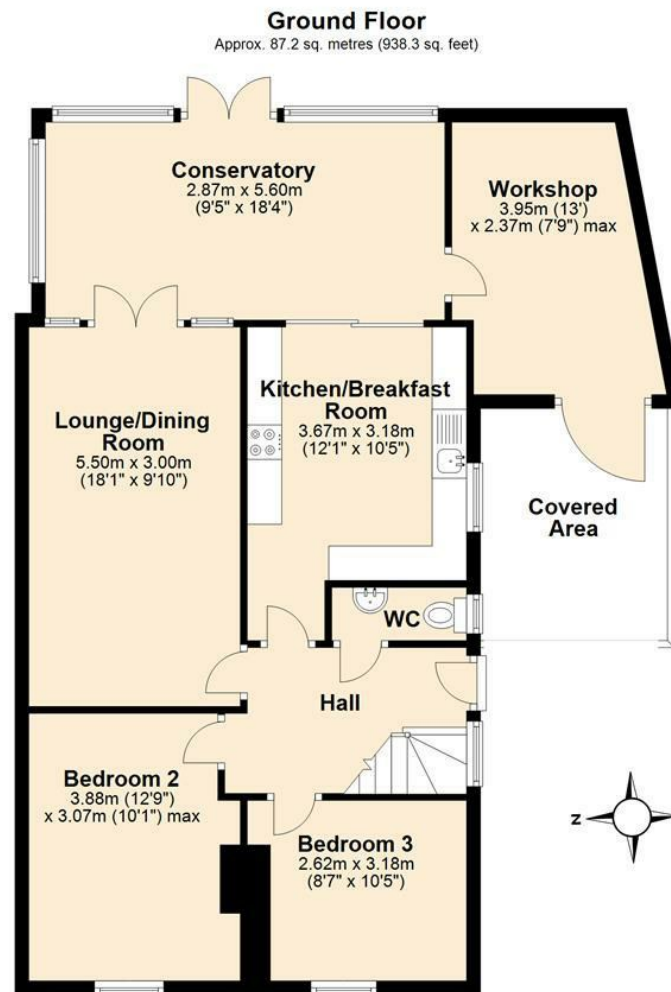 Ground Floor
Approx. 87.2 sq. metres (938.3 sq. feet)
Conservatory
2.87m x 5.60m
(9'5" x 18'4")
Workshop
3.95m (13')
x 2.37m (7'9") max
Lounge/Dining
Room
5.50m x 3.00m
(18'1" x 9'10")
Kitchen/Breakfast
Room
3.67m x 3.18m
(12'1" x 10'5")
Covered
Area
WC
Hall
Bedroom 2
3.88m (12'9")
x 3.07m (10'1") max
Bedroom 3
2.62m x 3.18m
(8'7" x 10'5")
z